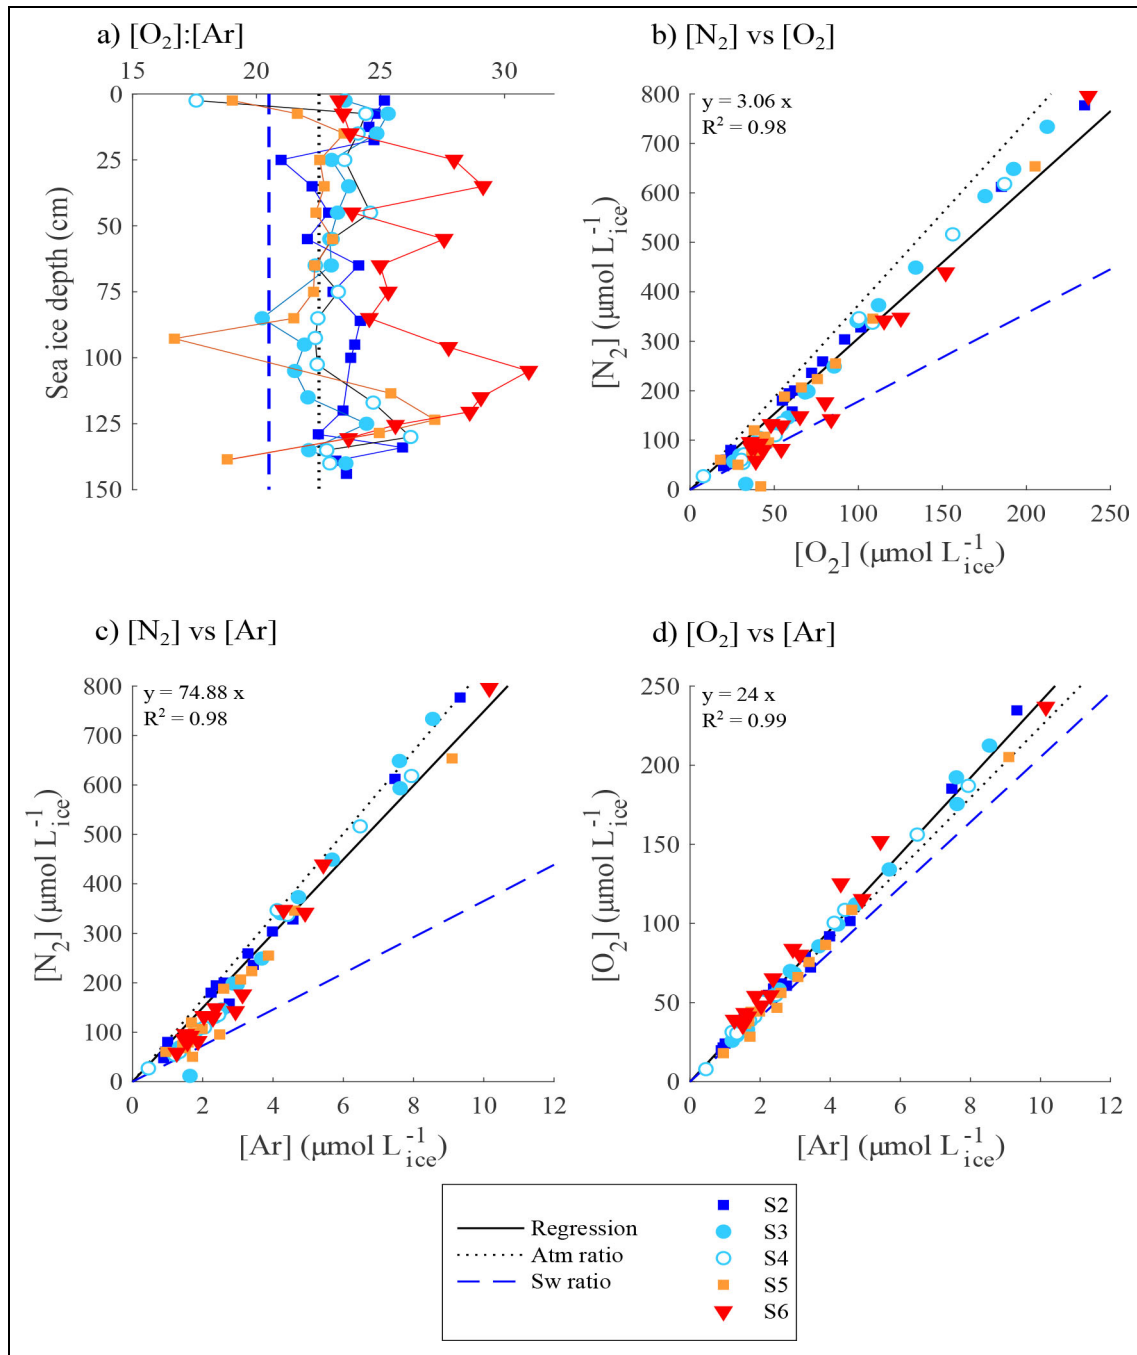 a) [O₂]:[Ar]
15 20 25 30
0
25
50
75
100
125
150
Sea ice depth (cm)
b) [N₂] vs [O₂]
y = 3.06 x
R² = 0.98
800
700
600
500
400
300
200
100
0
[N₂] (μmol L⁻¹ice)
0 50 100 150 200 250
[O₂] (μmol L⁻¹ice)
c) [N₂] vs [Ar]
y = 74.88 x
R² = 0.98
800
700
600
500
400
300
200
100
0
[N₂] (μmol L⁻¹ice)
0 2 4 6 8 10 12
[Ar] (μmol L⁻¹ice)
d) [O₂] vs [Ar]
y = 24 x
R² = 0.99
250
200
150
100
50
0
[O₂] (μmol L⁻¹ice)
0 2 4 6 8 10 12
[Ar] (μmol L⁻¹ice)
Regression
Atm ratio
Sw ratio
S2
S3
S4
S5
S6